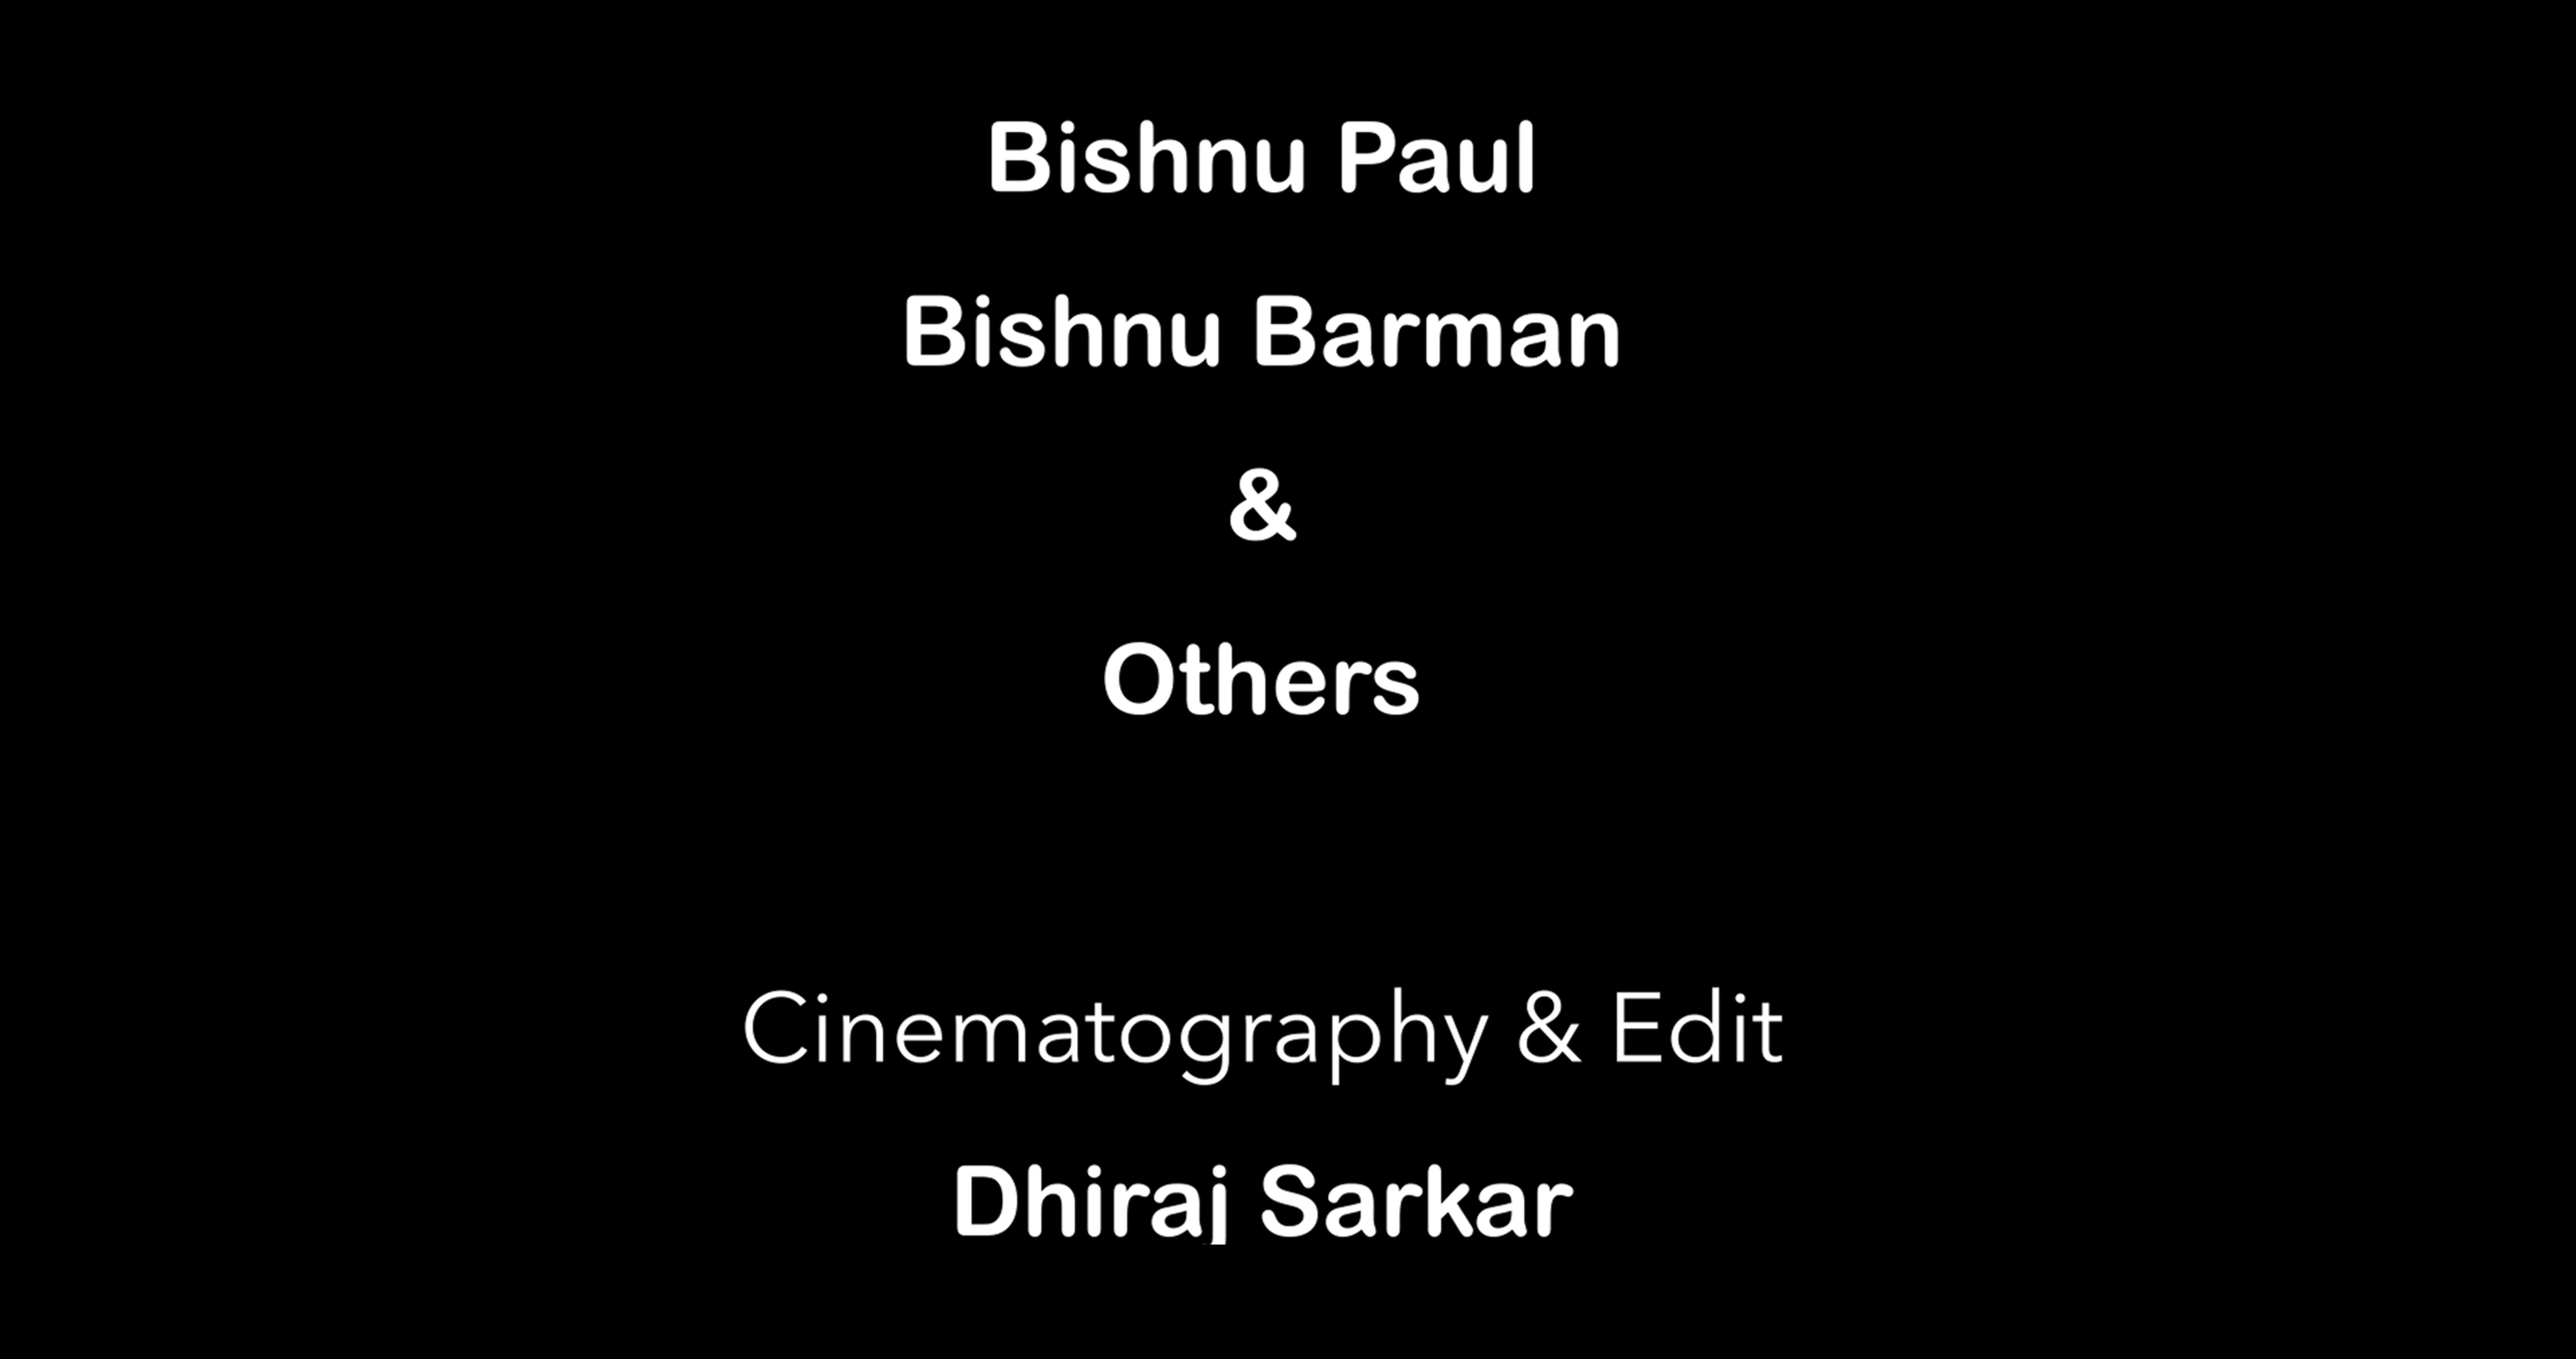 Bishnu Paul
Bishnu Barman
&
Others
Cinematography & Edit
Dhiraj Sarkar